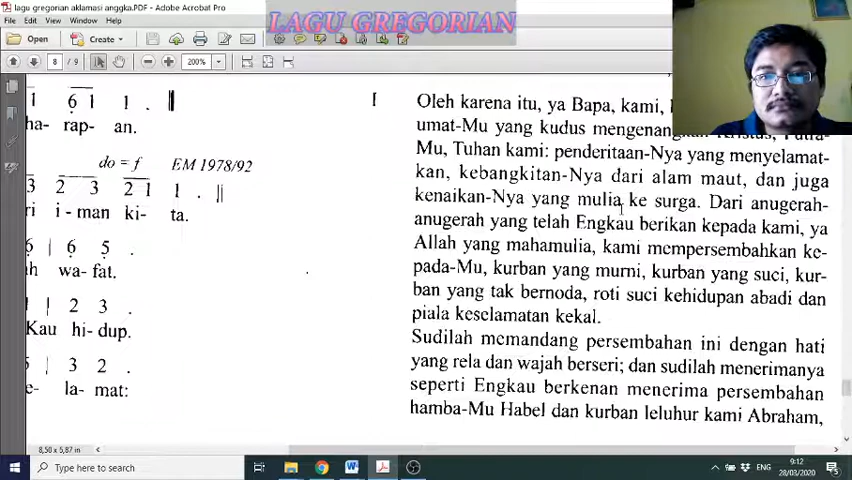 lagu gregorian aklamasi angka.PDF - Adobe Acrobat Pro
LAGU GREGORIAN
File Edit View Window Help
Open Create
8 / 9 200%
1 6 1 1 .
ha- rap- an.
do = f EM 1978/92
3 2 3 2 1 1 . ||
ri i - man ki- ta.
6 | 6 5 .
h wa- fat.
| 2 3 .
Kau hi- dup.
5 | 3 2 .
e- la- mat:
I Oleh karena itu, ya Bapa, kami,
umat-Mu yang kudus mengenangkan Kristus, Putra-
Mu, Tuhan kami: penderitaan-Nya yang menyelamat-
kan, kebangkitan-Nya dari alam maut, dan juga
kenaikan-Nya yang mulia ke surga. Dari anugerah-
anugerah yang telah Engkau berikan kepada kami, ya
Allah yang mahamulia, kami mempersembahkan ke-
pada-Mu, kurban yang murni, kurban yang suci, kur-
ban yang tak bernoda, roti suci kehidupan abadi dan
piala keselamatan kekal.
Sudilah memandang persembahan ini dengan hati
yang rela dan wajah berseri; dan sudilah menerimanya
seperti Engkau berkenan menerima persembahan
hamba-Mu Habel dan kurban leluhur kami Abraham,
8,50 x 5,87 in
Type here to search
ENG
9:12
28/03/2020